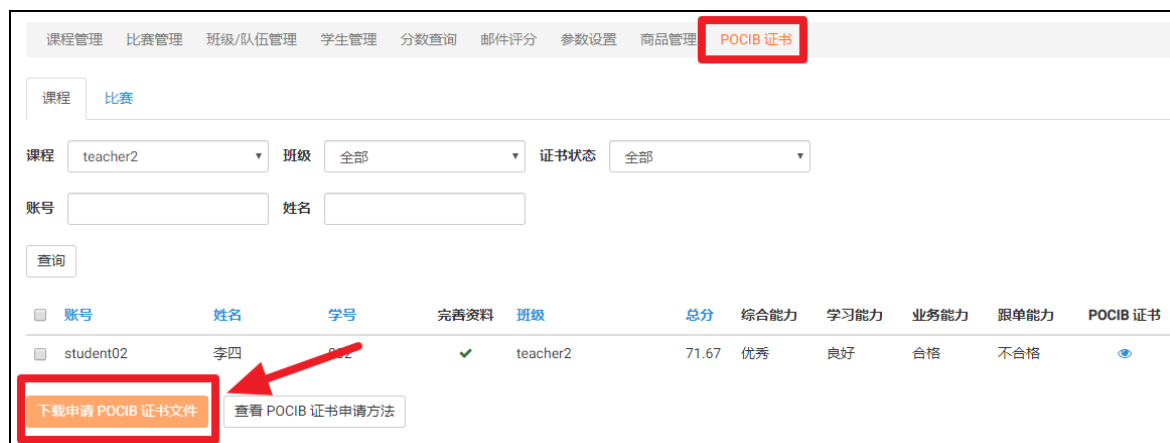 课程管理 比赛管理 班级/队伍管理 学生管理 分数查询 邮件评分 参数设置 商品管理 POCIB 证书
课程 比赛
课程 teacher2 班级 全部 证书状态 全部
账号 姓名
查询
账号 姓名 学号 完善资料 班级 总分 综合能力 学习能力 业务能力 跟单能力 POCIB 证书
student02 李四 teacher2 71.67 优秀 良好 合格 不合格
下载申请 POCIB 证书文件 查看 POCIB 证书申请方法